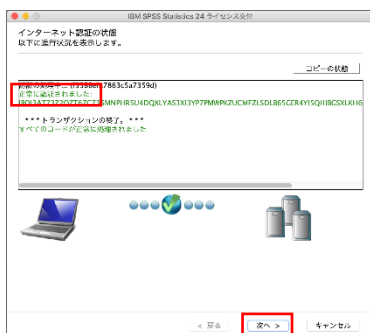 IBM SPSS Statistics 24 ライセンス交付
インターネット認証の状態
以下に進行状況を表示します。
コピーの状態
正常に認証されました:
***トランザクションの終了。***
すべてのコードが正常に処理されました
< 戻る
次へ >
キャンセル